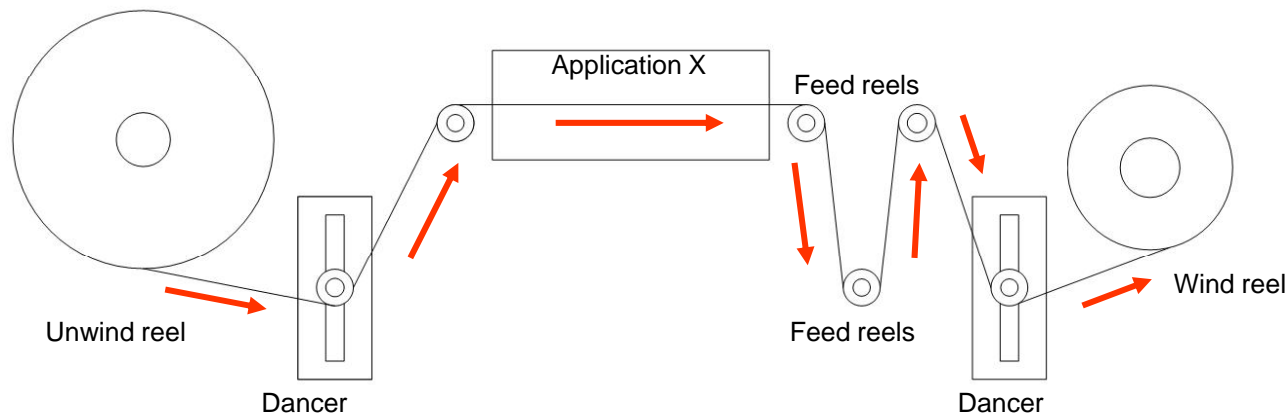 Application X
Feed reels
Unwind reel
Feed reels
Wind reel
Dancer
Dancer